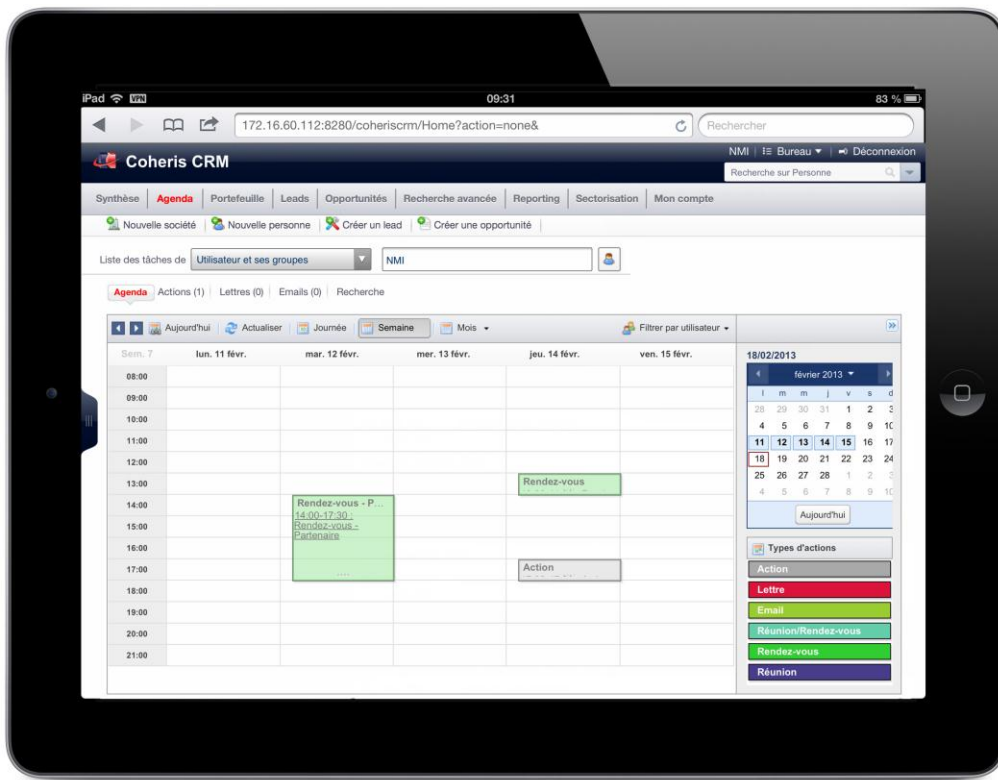 iPad VPN 09:31 83 %
172.16.60.112:8280/coheriscrm/Home?action=none& Rechercher
Coheris CRM NMI Bureau Déconnexion
Recherche sur Personne
Synthèse Agenda Portefeuille Leads Opportunités Recherche avancée Reporting Sectorisation Mon compte
Nouvelle société Nouvelle personne Créer un lead Créer une opportunité
Liste des tâches de Utilisateur et ses groupes NMI
Agenda Actions (1) Lettres (0) Emails (0) Recherche
Aujourd'hui Actualiser Journée Semaine Mois Filtrer par utilisateur
Sem. 7 lun. 11 févr. mar. 12 févr. mer. 13 févr. jeu. 14 févr. ven. 15 févr.
08:00
09:00
10:00
11:00
12:00
13:00 Rendez-vous
14:00 Rendez-vous - P...
14:00-17:30 :
15:00 Rendez-vous -
Partenaire
16:00
17:00 .... Action
18:00
19:00
20:00
21:00
18/02/2013
février 2013
l m m j v s d
28 29 30 31 1 2 3
4 5 6 7 8 9 10
11 12 13 14 15 16 17
18 19 20 21 22 23 24
25 26 27 28 1 2 3
4 5 6 7 8 9 10
Aujourd'hui
Types d'actions
Action
Lettre
Email
Réunion/Rendez-vous
Rendez-vous
Réunion